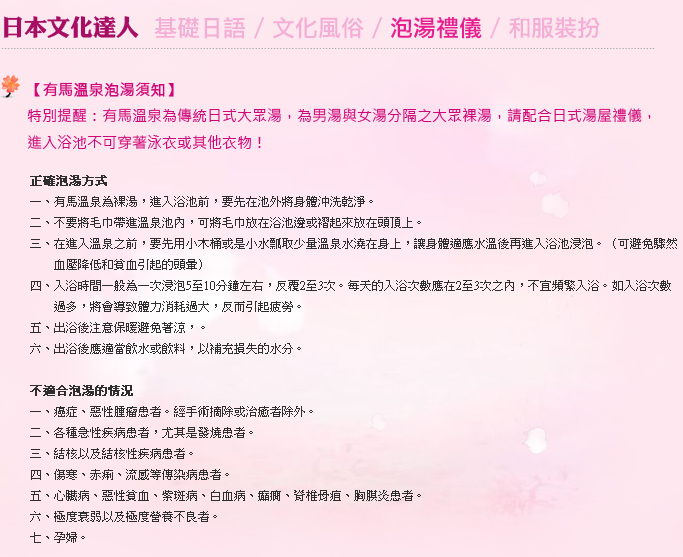 日本文化達人 基礎日語 / 文化風俗 / 泡湯禮儀 / 和服裝扮
【有馬溫泉泡湯須知】
特別提醒：有馬溫泉為傳統日式大眾湯，為男湯與女湯分隔之大眾裸湯，請配合日式湯屋禮儀，
進入浴池不可穿著泳衣或其他衣物！
正確泡湯方式
一、有馬溫泉為裸湯，進入浴池前，要先在池外將身體沖洗乾淨。
二、不要將毛巾帶進溫泉池內，可將毛巾放在浴池邊或褶起來放在頭頂上。
三、在進入溫泉之前，要先用小木桶或是小水瓢取少量溫泉水澆在身上，讓身體適應水溫後再進入浴池浸泡。（可避免驟然
血壓降低和貧血引起的頭暈）
四、入浴時間一般為一次浸泡5至10分鐘左右，反覆2至3次。每天的入浴次數應在2至3次之內，不宜頻繁入浴。如入浴次數
過多，將會導致體力消耗過大，反而引起疲勞。
五、出浴後注意保暖避免著涼，。
六、出浴後應適當飲水或飲料，以補充損失的水分。
不適合泡湯的情況
一、癌症、惡性腫瘤患者。經手術摘除或治癒者除外。
二、各種急性疾病患者，尤其是發燒患者。
三、結核以及結核性疾病患者。
四、傷寒、赤痢、流感等傳染病患者。
五、心臟病、惡性貧血、紫斑病、白血病、癲癇、脊椎骨疽、胸膜炎患者。
六、極度衰弱以及極度營養不良者。
七、孕婦。